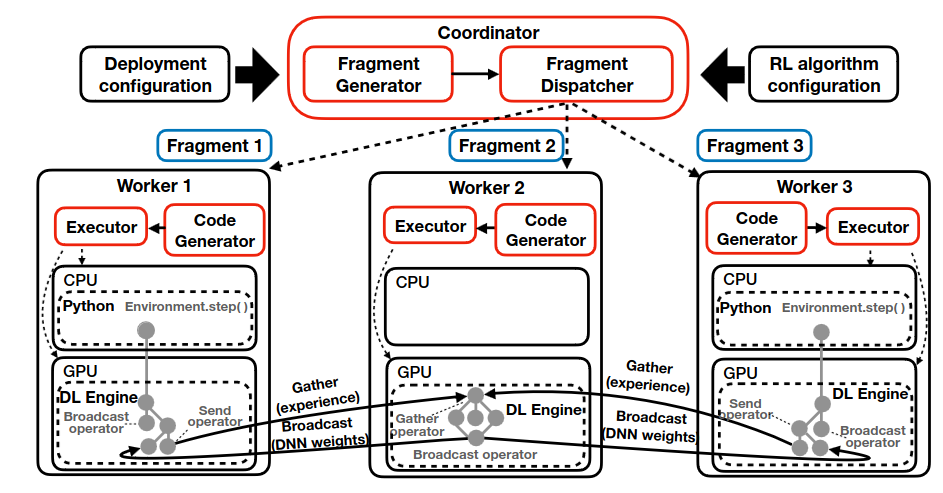 Coordinator
Deployment
configuration
Fragment
Generator
Fragment
Dispatcher
RL algorithm
configuration
Fragment 1
Fragment 2
Fragment 3
Worker 1
Executor
Code
Generator
CPU
Python Environment.step( )
GPU
DL Engine
Broadcast
operator
Send
operator
Gather
(experience)
Broadcast
(DNN weights)
Worker 2
Executor
Code
Generator
CPU
GPU
DL Engine
Gather
operator
Broadcast operator
Gather
(experience)
Broadcast
(DNN weights)
Worker 3
Code
Generator
Executor
CPU
Python Environment.step( )
GPU
DL Engine
Send
operator
Broadcast
operator